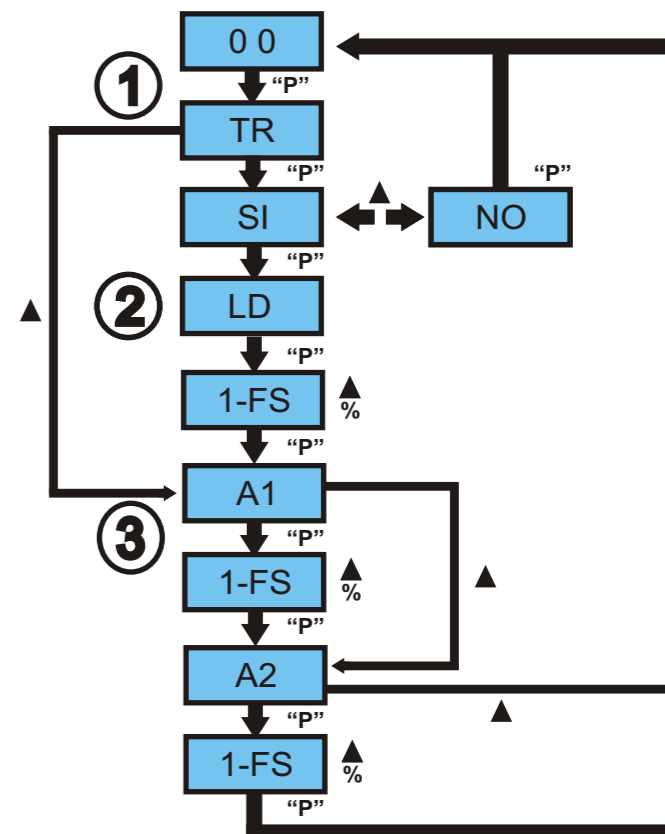 0 0
1
“P”
TR
“P”
“P”
SI
▲
NO
“P”
2
LD
▲
“P”
1-FS
▲
%
“P”
A1
3
“P”
1-FS
▲
%
▲
“P”
A2
“P”
▲
1-FS
▲
%
“P”